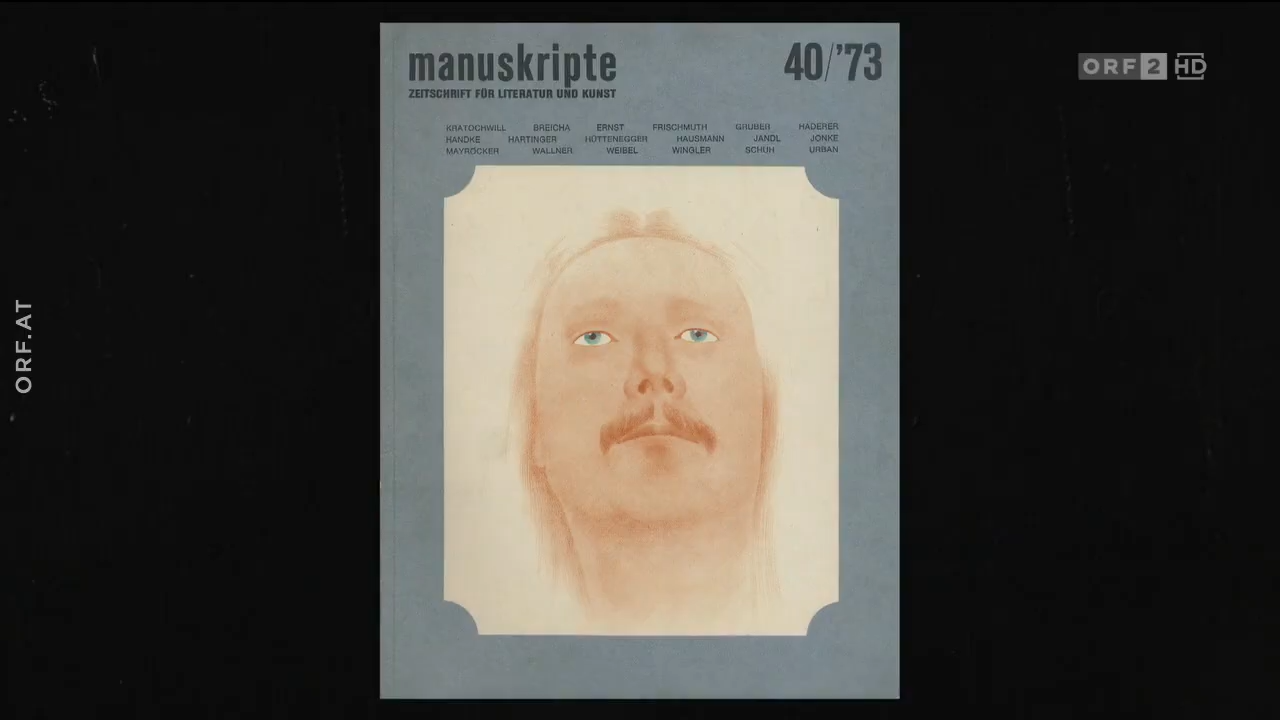 manuskripte 40/'73
ZEITSCHRIFT FÜR LITERATUR UND KUNST
KRATOCHWILL BREICHA ERNST FRISCHMUTH GRUBER HADERER
HANDKE HARTINGER HÜTTENEGGER HAUSMANN JANDL JONKE
MAYRÖCKER WALLNER WEIBEL WINGLER SCHUH URBAN
ORF 2 HD
ORF.AT